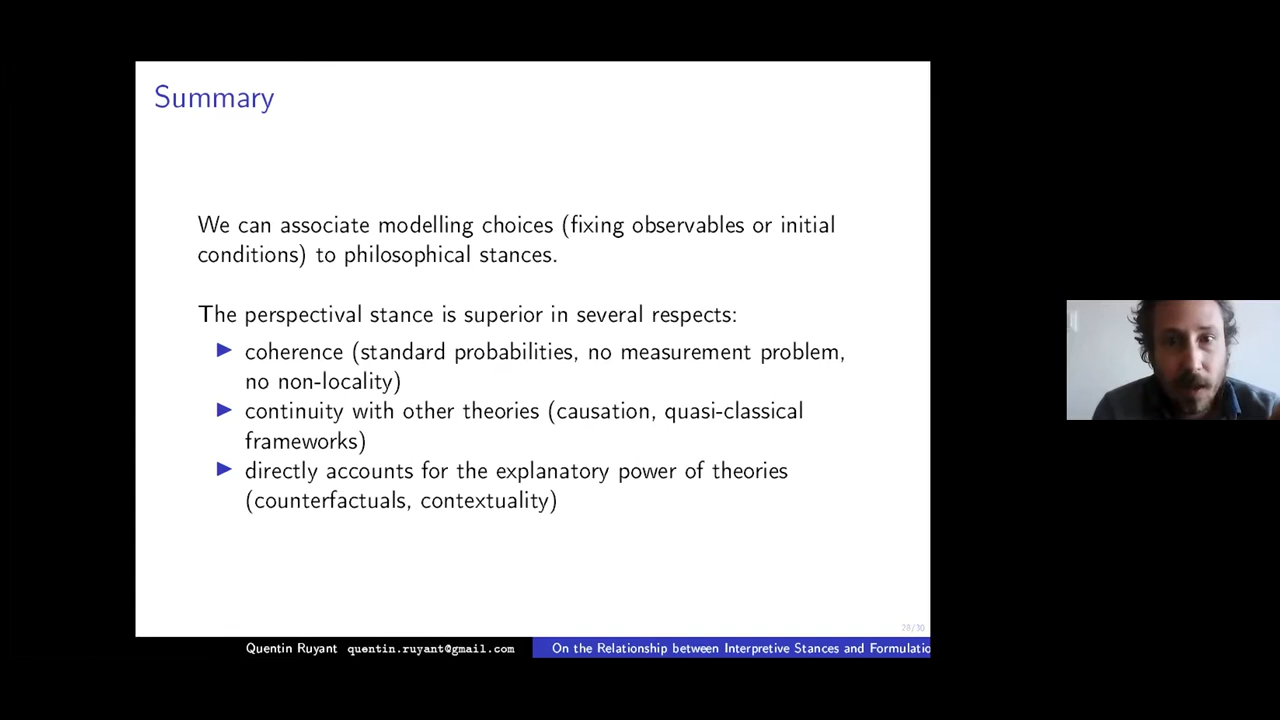 Summary
We can associate modelling choices (fixing observables or initial
conditions) to philosophical stances.
The perspectival stance is superior in several respects:
coherence (standard probabilities, no measurement problem,
no non-locality)
continuity with other theories (causation, quasi-classical
frameworks)
directly accounts for the explanatory power of theories
(counterfactuals, contextuality)
28/30
Quentin Ruyant quentin.ruyant@gmail.com On the Relationship between Interpretive Stances and Formulatio